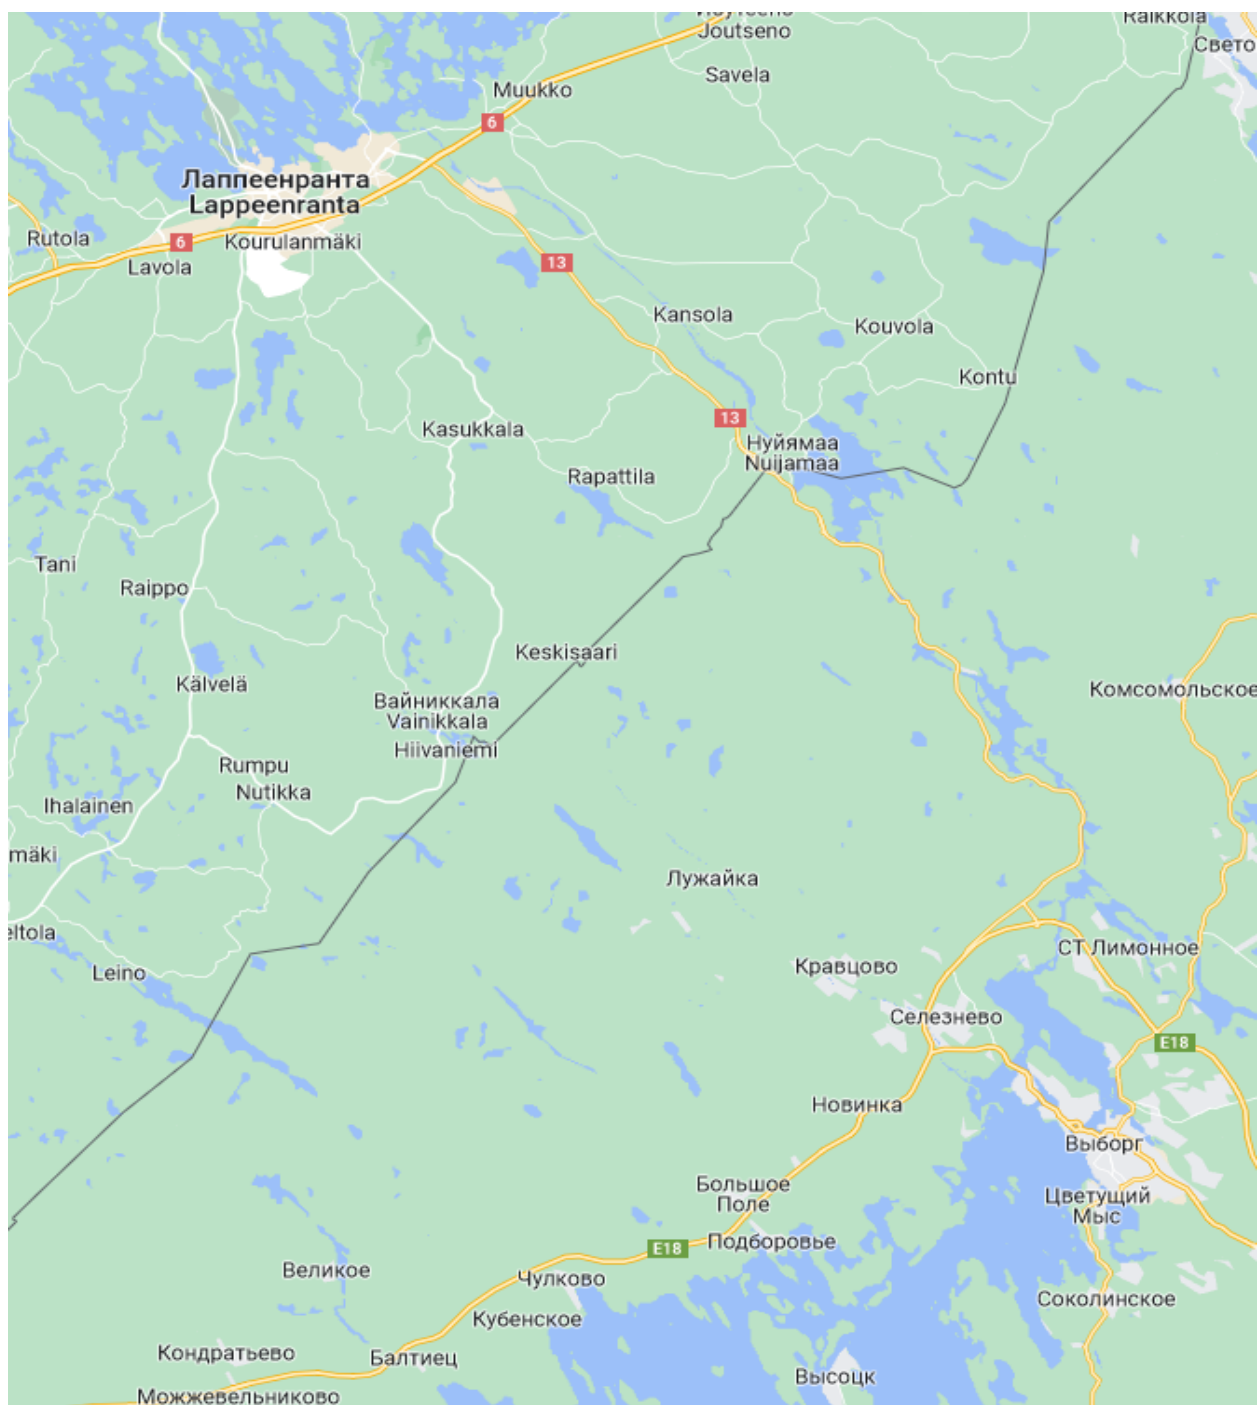 Joutseno
Raikkola
Свето
Savela
Muukko
6
Лаппеенранта
Lappeenranta
Rutola
6
Kourulanmäki
Lavola
13
Kansola
Kouvola
Kontu
13
Kasukkala
Нуйямаа
Nuijamaa
Rapattila
Tani
Raippo
Keskisaari
Kälvelä
Комсомольское
Вайниккала
Vainikkala
Hiivaniemi
Rumpu
Nutikka
Ihalainen
mäki
Лужайка
eltola
СТ Лимонное
Leino
Кравцово
Селезнево
E18
Новинка
Выборг
Большое
Поле
Цветущий
Мыс
E18
Подборовье
Великое
Чулково
Соколинское
Кубенское
Кондратьево
Балтиец
Высоцк
Можжевельниково